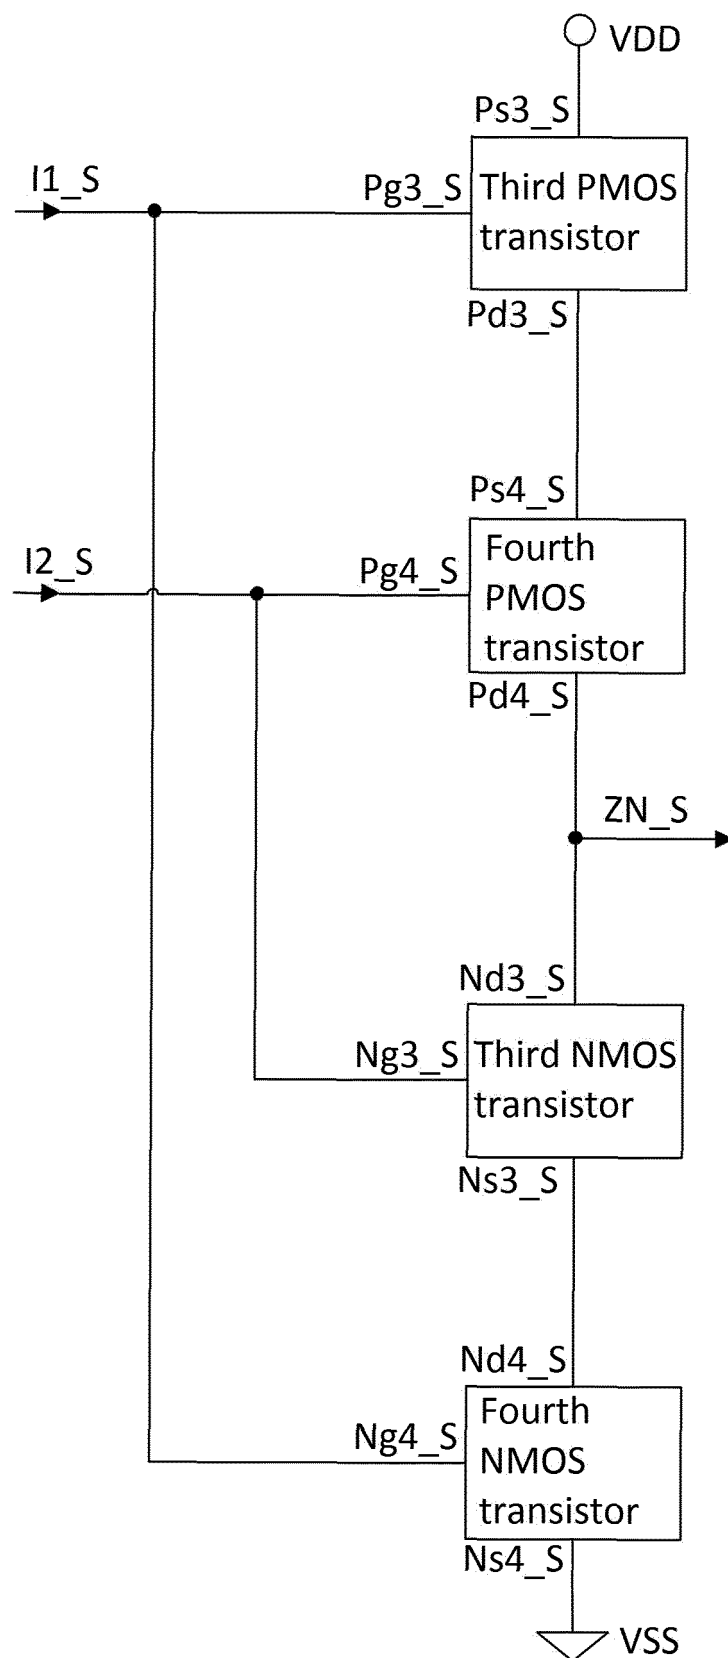 VDD
Ps3_S
I1_S
Pg3_S
Third PMOS
transistor
Pd3_S
Ps4_S
I2_S
Pg4_S
Fourth
PMOS
transistor
Pd4_S
ZN_S
Nd3_S
Ng3_S
Third NMOS
transistor
Ns3_S
Nd4_S
Ng4_S
Fourth
NMOS
transistor
Ns4_S
VSS